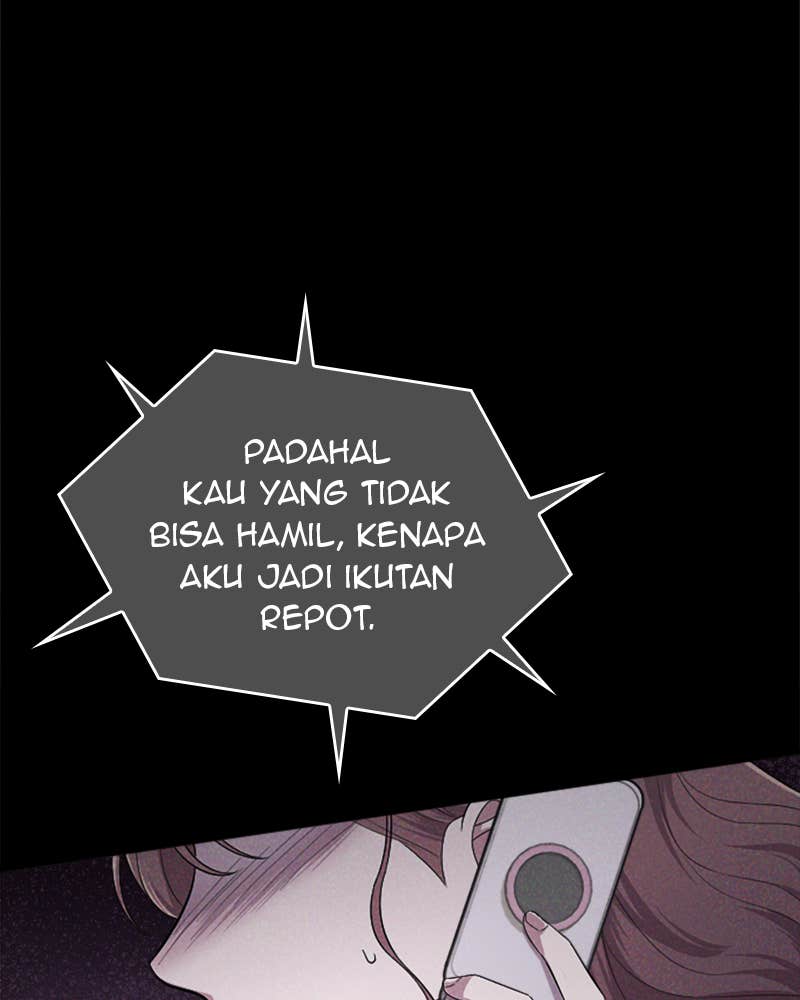 PADAHAL
KAU YANG TIDAK
BISA HAMIL, KENAPA
AKU JADI IKUTAN
REPOT.